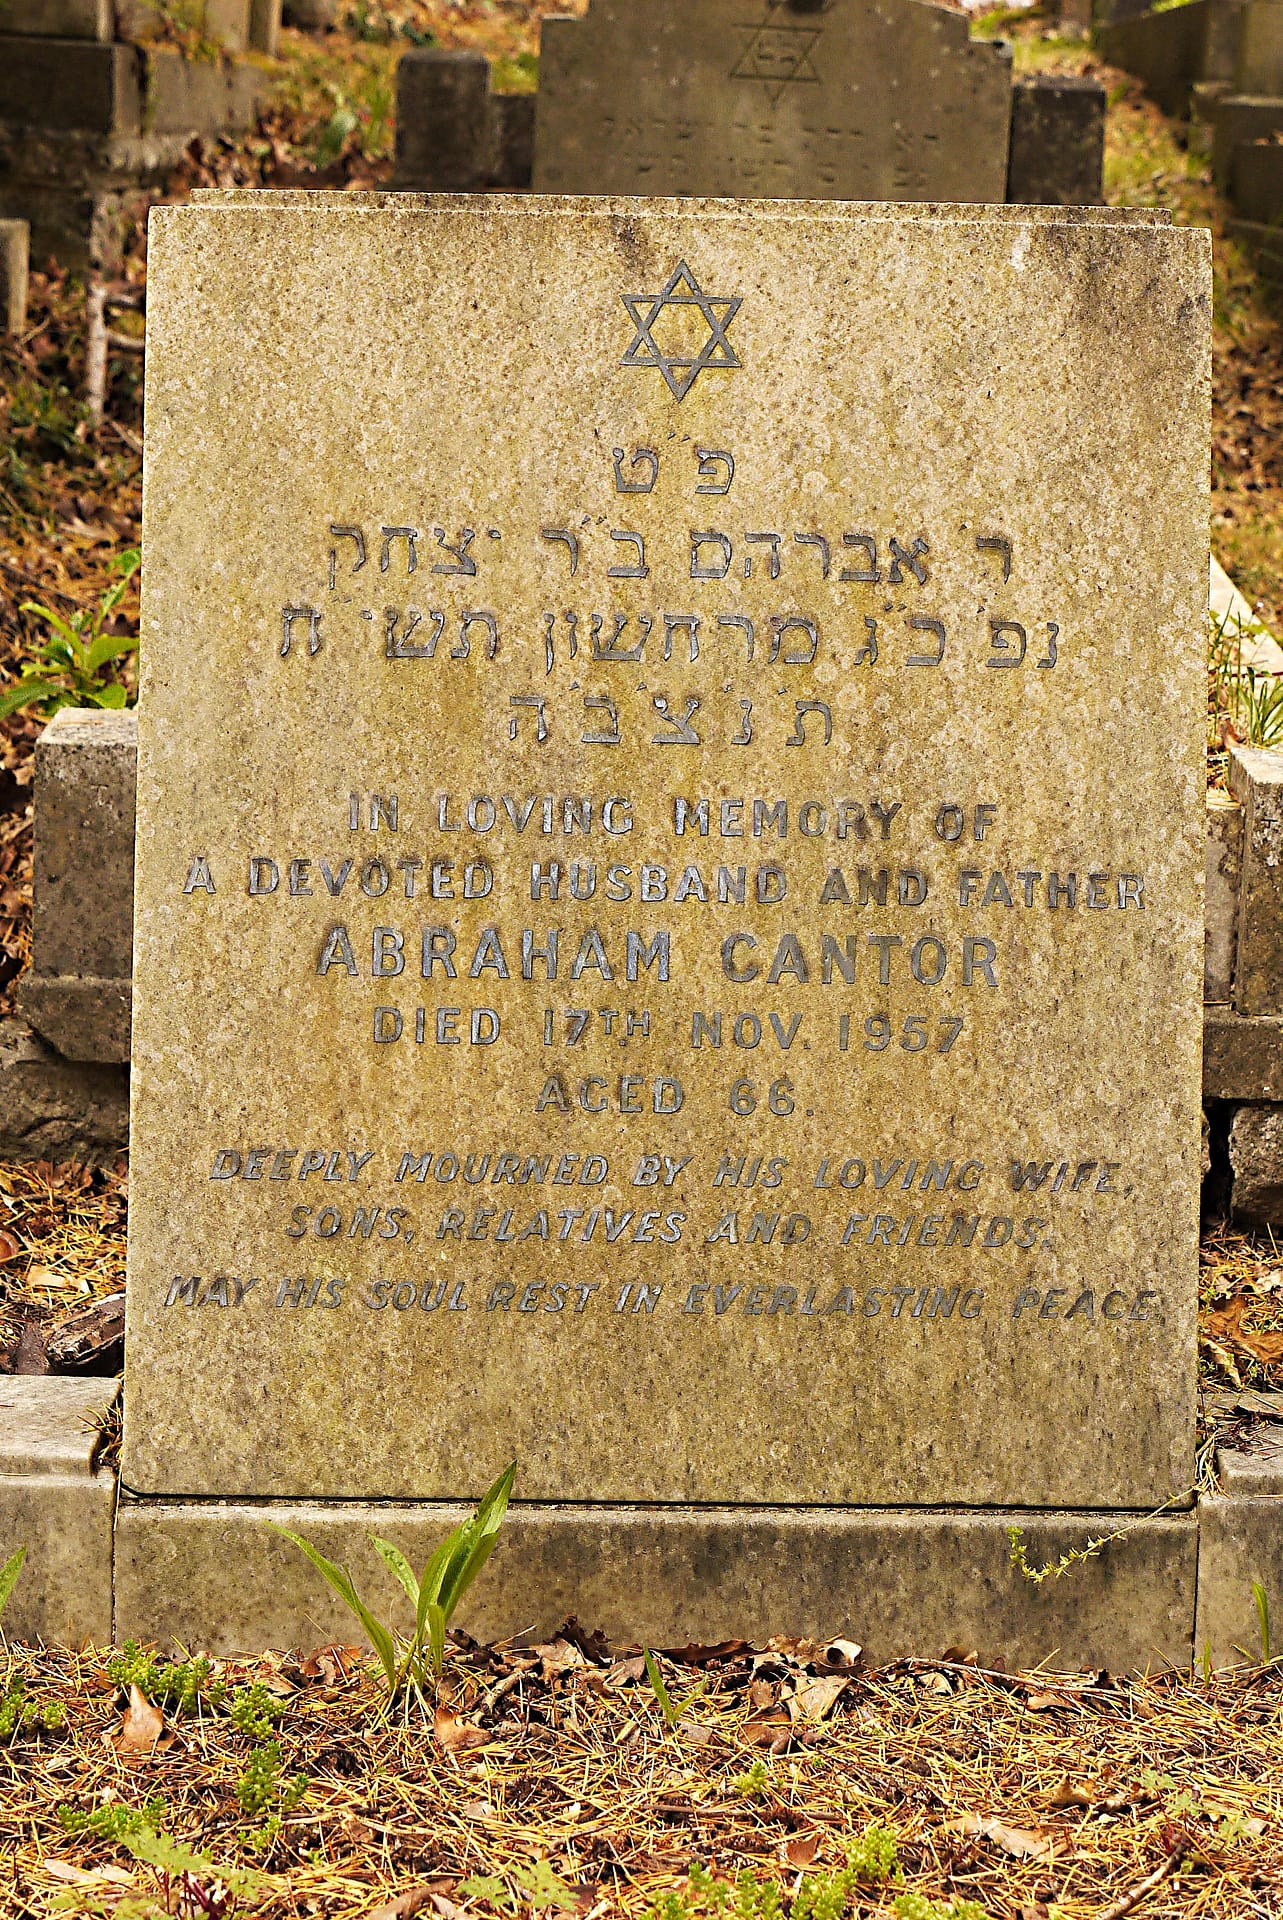 פ״ט
ר׳ אברהם ב״ר יצחק
נפ׳ כ״ג מרחשון תשי״ח
ת׳נ׳צ׳ב׳ה׳
IN LOVING MEMORY OF
A DEVOTED HUSBAND AND FATHER
ABRAHAM CANTOR
DIED 17TH NOV. 1957
AGED 66.
DEEPLY MOURNED BY HIS LOVING WIFE,
SONS, RELATIVES AND FRIENDS.
MAY HIS SOUL REST IN EVERLASTING PEACE.